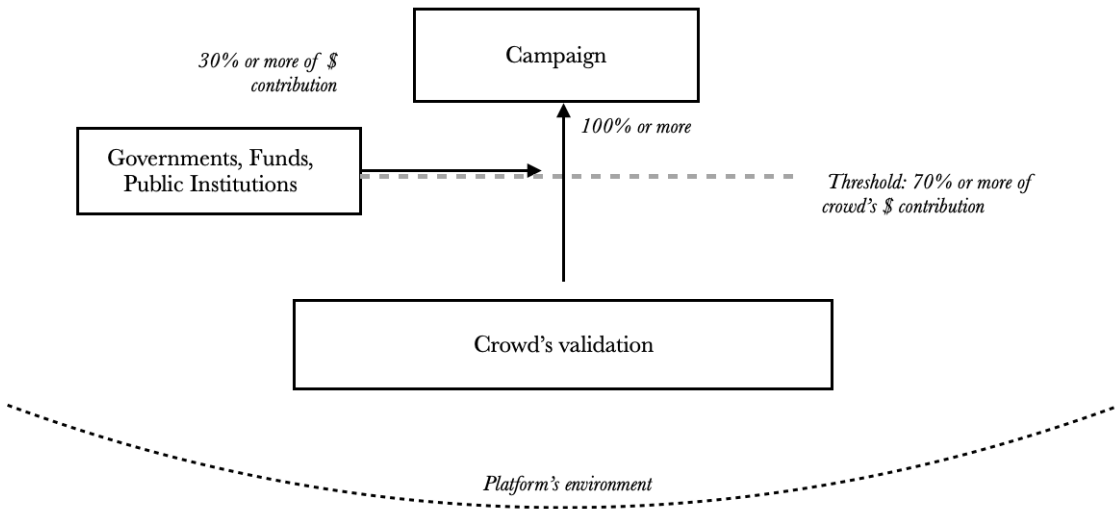 Campaign
30% or more of $
contribution
100% or more
Governments, Funds,
Public Institutions
Threshold: 70% or more of
crowd's $ contribution
Crowd's validation
Platform's environment